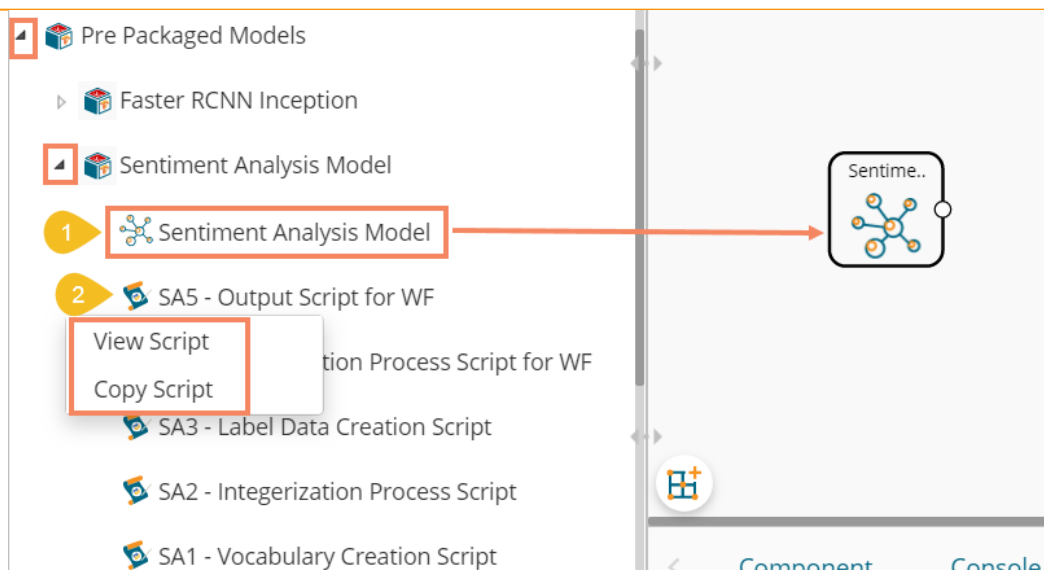 Pre Packaged Models
Faster RCNN Inception
Sentiment Analysis Model
Sentime..
1 Sentiment Analysis Model
2 SA5 - Output Script for WF
View Script
tion Process Script for WF
Copy Script
SA3 - Label Data Creation Script
SA2 - Integerization Process Script
SA1 - Vocabulary Creation Script
Component Console